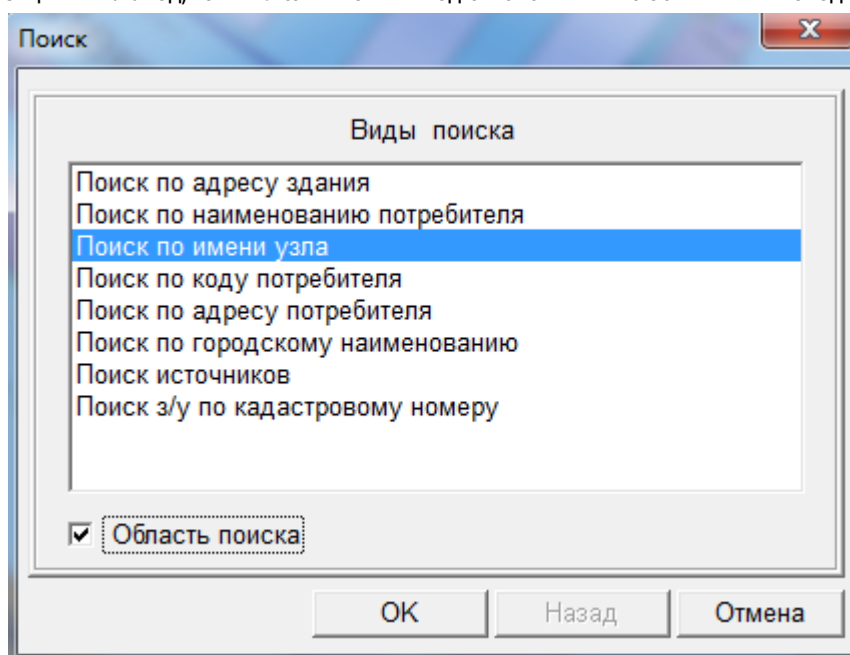 Поиск
Виды поиска
Поиск по адресу здания
Поиск по наименованию потребителя
Поиск по имени узла
Поиск по коду потребителя
Поиск по адресу потребителя
Поиск по городскому наименованию
Поиск источников
Поиск з/у по кадастровому номеру
Область поиска
OK
Назад
Отмена